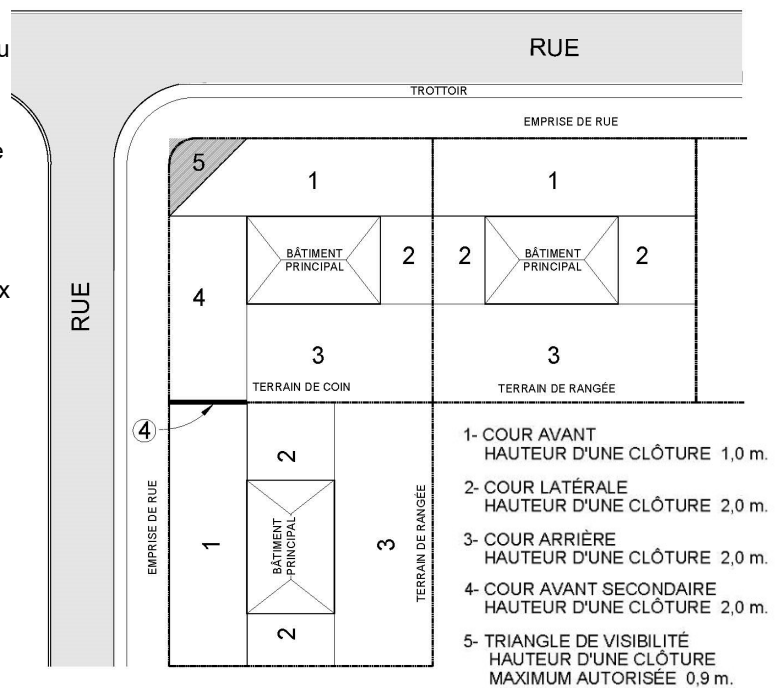 u
e
x
RUE
TROTTOIR
EMPRISE DE RUE
5
1
1
BÂTIMENT
PRINCIPAL
2
2
BÂTIMENT
PRINCIPAL
2
4
RUE
3
TERRAIN DE COIN
3
TERRAIN DE RANGÉE
4
EMPRISE DE RUE
1
2
BÂTIMENT
PRINCIPAL
2
3
TERRAIN DE RANGÉE
1- COUR AVANT
HAUTEUR D'UNE CLÔTURE 1,0 m.
2- COUR LATÉRALE
HAUTEUR D'UNE CLÔTURE 2,0 m.
3- COUR ARRIÈRE
HAUTEUR D'UNE CLÔTURE 2,0 m.
4- COUR AVANT SECONDAIRE
HAUTEUR D'UNE CLÔTURE 2,0 m.
5- TRIANGLE DE VISIBILITÉ
HAUTEUR D'UNE CLÔTURE
MAXIMUM AUTORISÉE 0,9 m.